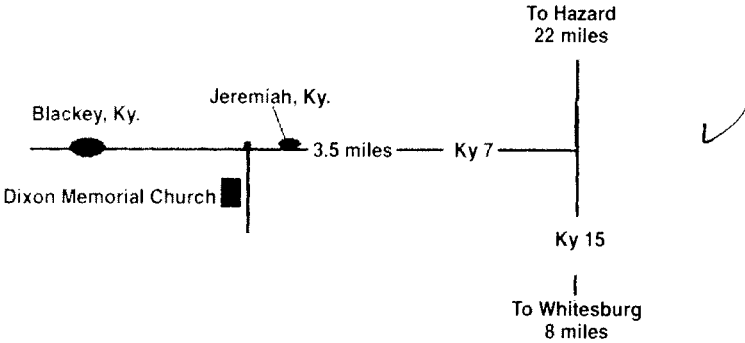 To Hazard
22 miles
Jeremiah, Ky.
Blackey, Ky.
3.5 miles
Ky 7
Dixon Memorial Church
Ky 15
To Whitesburg
8 miles